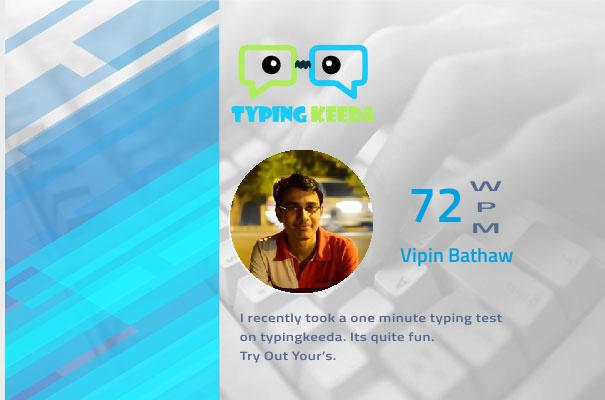 TYPING KEEDA
72
W
P
M
Vipin Bathaw
I recently took a one minute typing test
on typingkeeda. Its quite fun.
Try Out Your's.